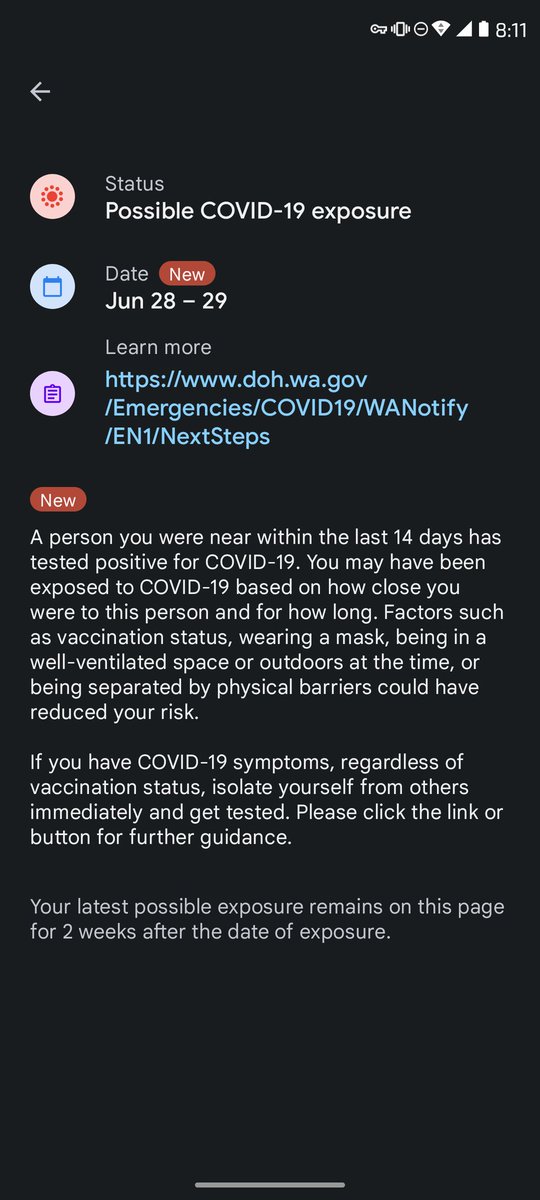 8:11
Status
Possible COVID-19 exposure
Date New
Jun 28 – 29
Learn more
https://www.doh.wa.gov
/Emergencies/COVID19/WANotify
/EN1/NextSteps
New
A person you were near within the last 14 days has
tested positive for COVID-19. You may have been
exposed to COVID-19 based on how close you
were to this person and for how long. Factors such
as vaccination status, wearing a mask, being in a
well-ventilated space or outdoors at the time, or
being separated by physical barriers could have
reduced your risk.
If you have COVID-19 symptoms, regardless of
vaccination status, isolate yourself from others
immediately and get tested. Please click the link or
button for further guidance.
Your latest possible exposure remains on this page
for 2 weeks after the date of exposure.